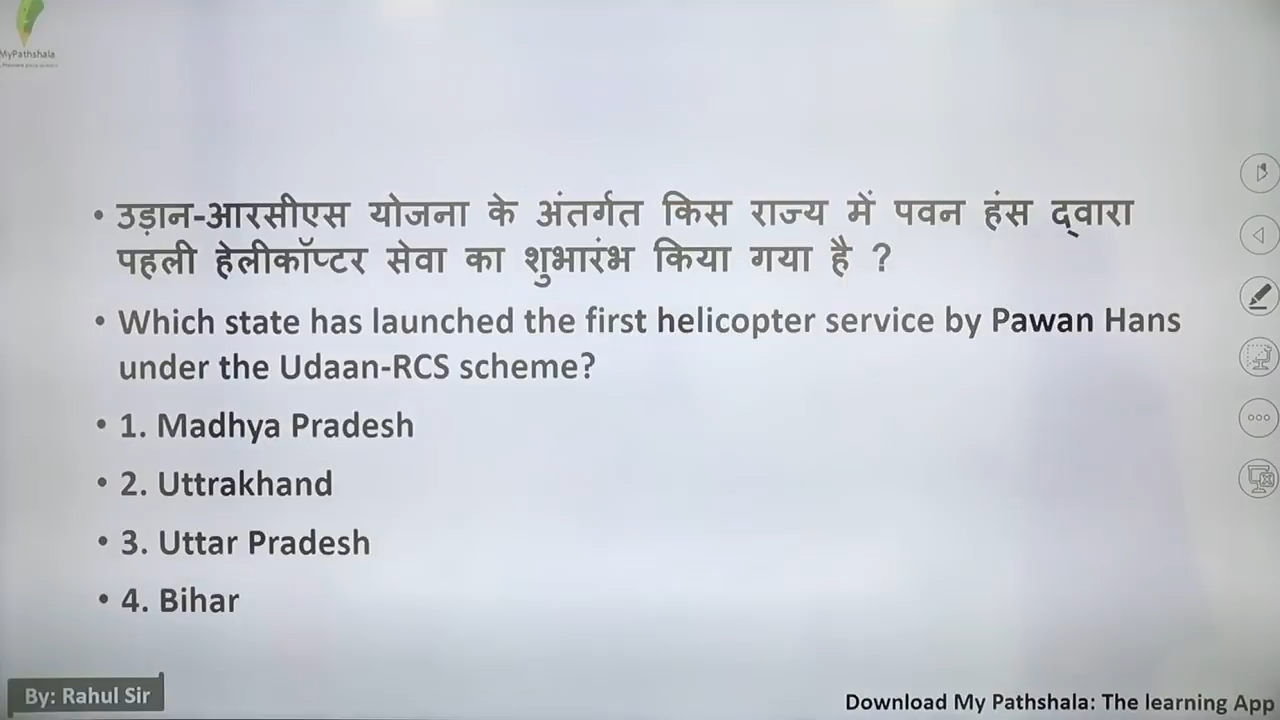 MyPathshala
• उड़ान-आरसीएस योजना के अंतर्गत किस राज्य में पवन हंस द्वारा
पहली हेलीकॉप्टर सेवा का शुभारंभ किया गया है ?
• Which state has launched the first helicopter service by Pawan Hans
under the Udaan-RCS scheme?
• 1. Madhya Pradesh
• 2. Uttrakhand
• 3. Uttar Pradesh
• 4. Bihar
By: Rahul Sir
Download My Pathshala: The learning App